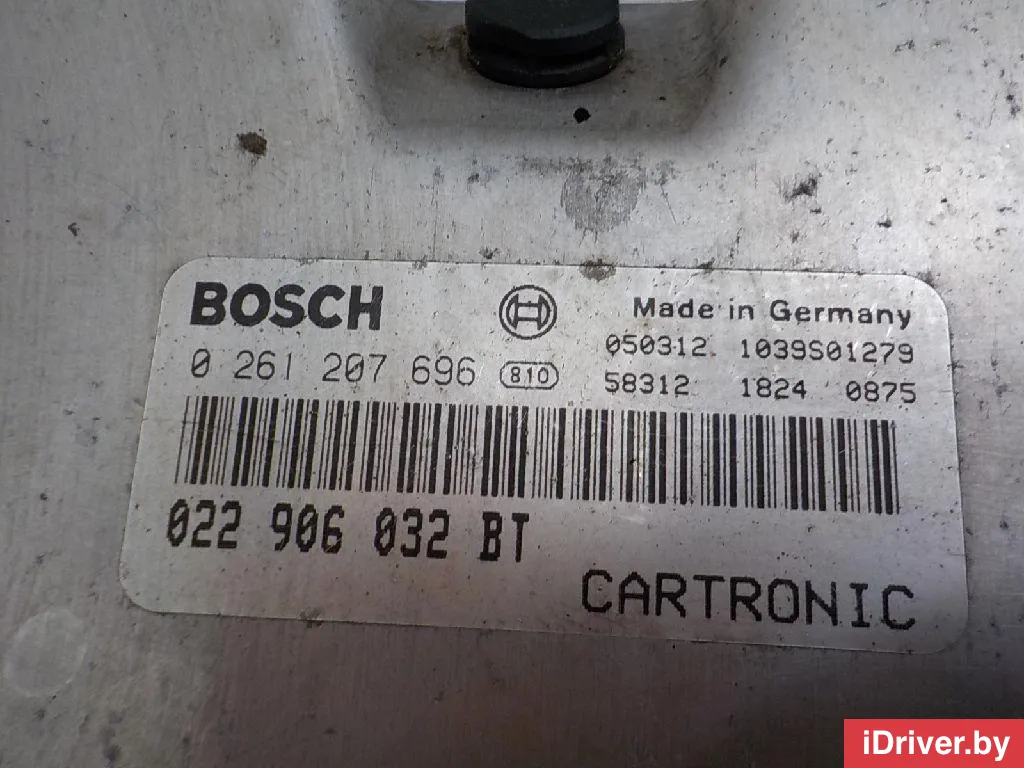 BOSCH
Made in Germany
0 261 207 696 810
050312 1039S01279
58312 1824 0875
022 906 032 BT
CARTRONIC
iDriver.by